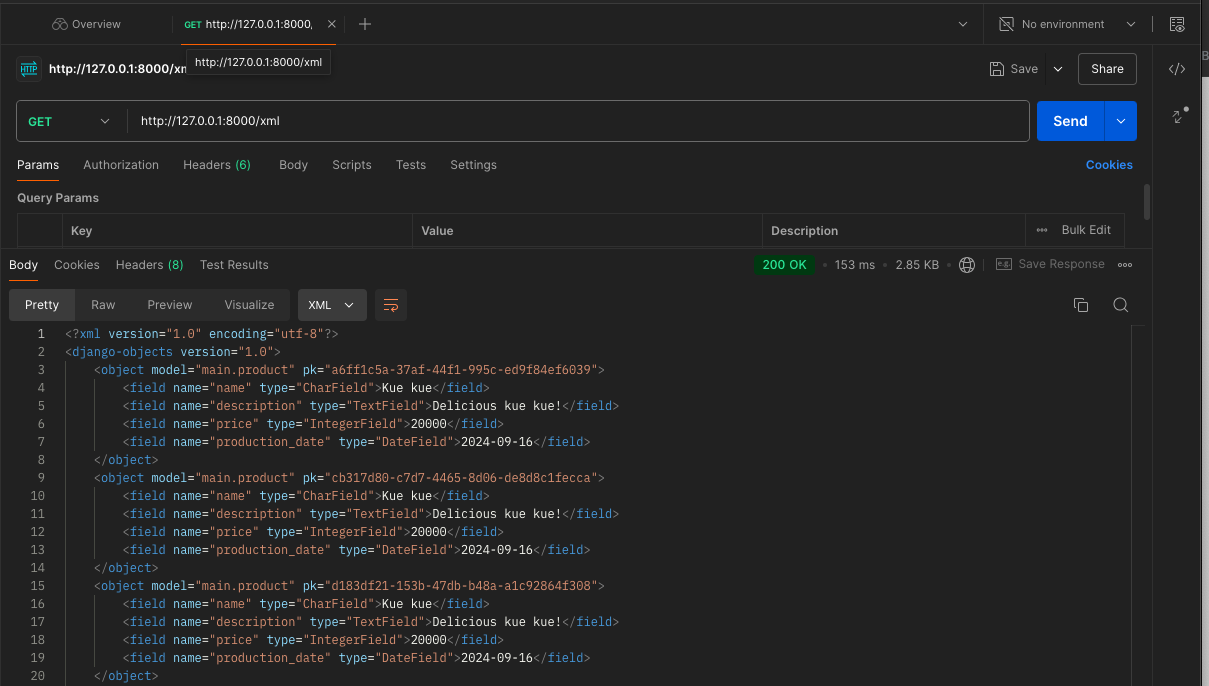 Overview
GET http://127.0.0.1:8000,
No environment
HTTP http://127.0.0.1:8000/xm
http://127.0.0.1:8000/xml
Save
Share
</>
GET http://127.0.0.1:8000/xml
Send
Params Authorization Headers (6) Body Scripts Tests Settings
Cookies
Query Params
Key Value Description Bulk Edit
Body Cookies Headers (8) Test Results
200 OK • 153 ms • 2.85 KB
Save Response
Pretty Raw Preview Visualize XML
1 <?xml version="1.0" encoding="utf-8"?>
2 <django-objects version="1.0">
3 <object model="main.product" pk="a6ff1c5a-37af-44f1-995c-ed9f84ef6039">
4 <field name="name" type="CharField">Kue kue</field>
5 <field name="description" type="TextField">Delicious kue kue!</field>
6 <field name="price" type="IntegerField">20000</field>
7 <field name="production_date" type="DateField">2024-09-16</field>
8 </object>
9 <object model="main.product" pk="cb317d80-c7d7-4465-8d06-de8d8c1fecca">
10 <field name="name" type="CharField">Kue kue</field>
11 <field name="description" type="TextField">Delicious kue kue!</field>
12 <field name="price" type="IntegerField">20000</field>
13 <field name="production_date" type="DateField">2024-09-16</field>
14 </object>
15 <object model="main.product" pk="d183df21-153b-47db-b48a-a1c92864f308">
16 <field name="name" type="CharField">Kue kue</field>
17 <field name="description" type="TextField">Delicious kue kue!</field>
18 <field name="price" type="IntegerField">20000</field>
19 <field name="production_date" type="DateField">2024-09-16</field>
20 </object>